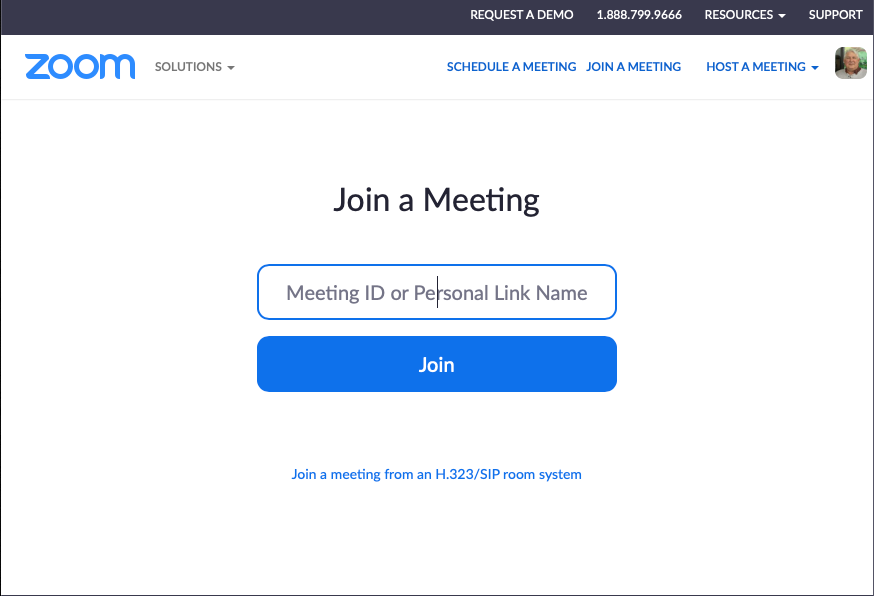 REQUEST A DEMO 1.888.799.9666 RESOURCES SUPPORT
zoom SOLUTIONS SCHEDULE A MEETING JOIN A MEETING HOST A MEETING
Join a Meeting
Meeting ID or Personal Link Name
Join
Join a meeting from an H.323/SIP room system